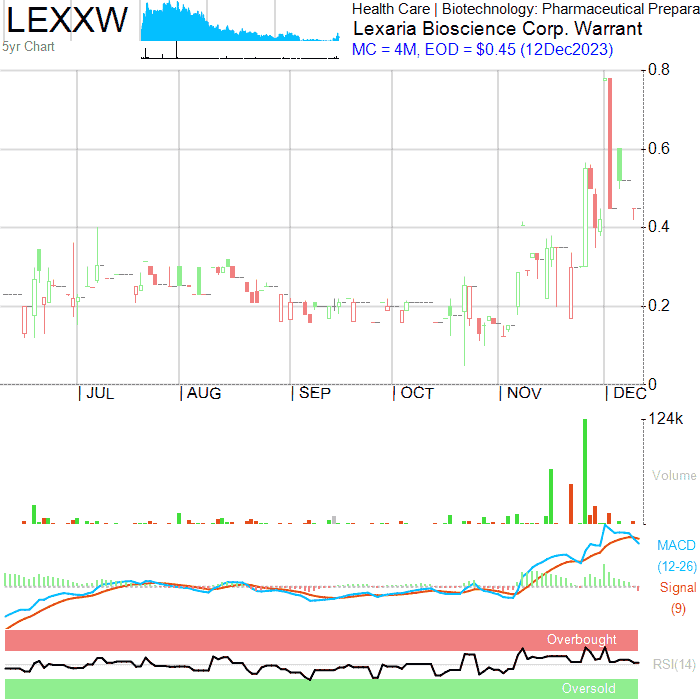 LEXXW
5yr Chart
Health Care | Biotechnology: Pharmaceutical Prepara
Lexaria Bioscience Corp. Warrant
MC = 4M, EOD = $0.45 (12Dec2023)
0.8
0.6
0.4
0.2
0
| JUL | AUG | SEP | OCT | NOV | DEC
124k
Volume
MACD
(12-26)
Signal
(9)
Overbought
RSI(14)
Oversold